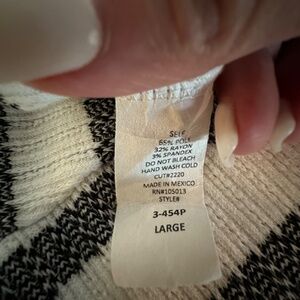 SELF
65% POLY
32% RAYON
3% SPANDEX
DO NOT BLEACH
HAND WASH COLD
CUT#2220
MADE IN MEXICO
RN#105013
STYLE#
3-454P
LARGE